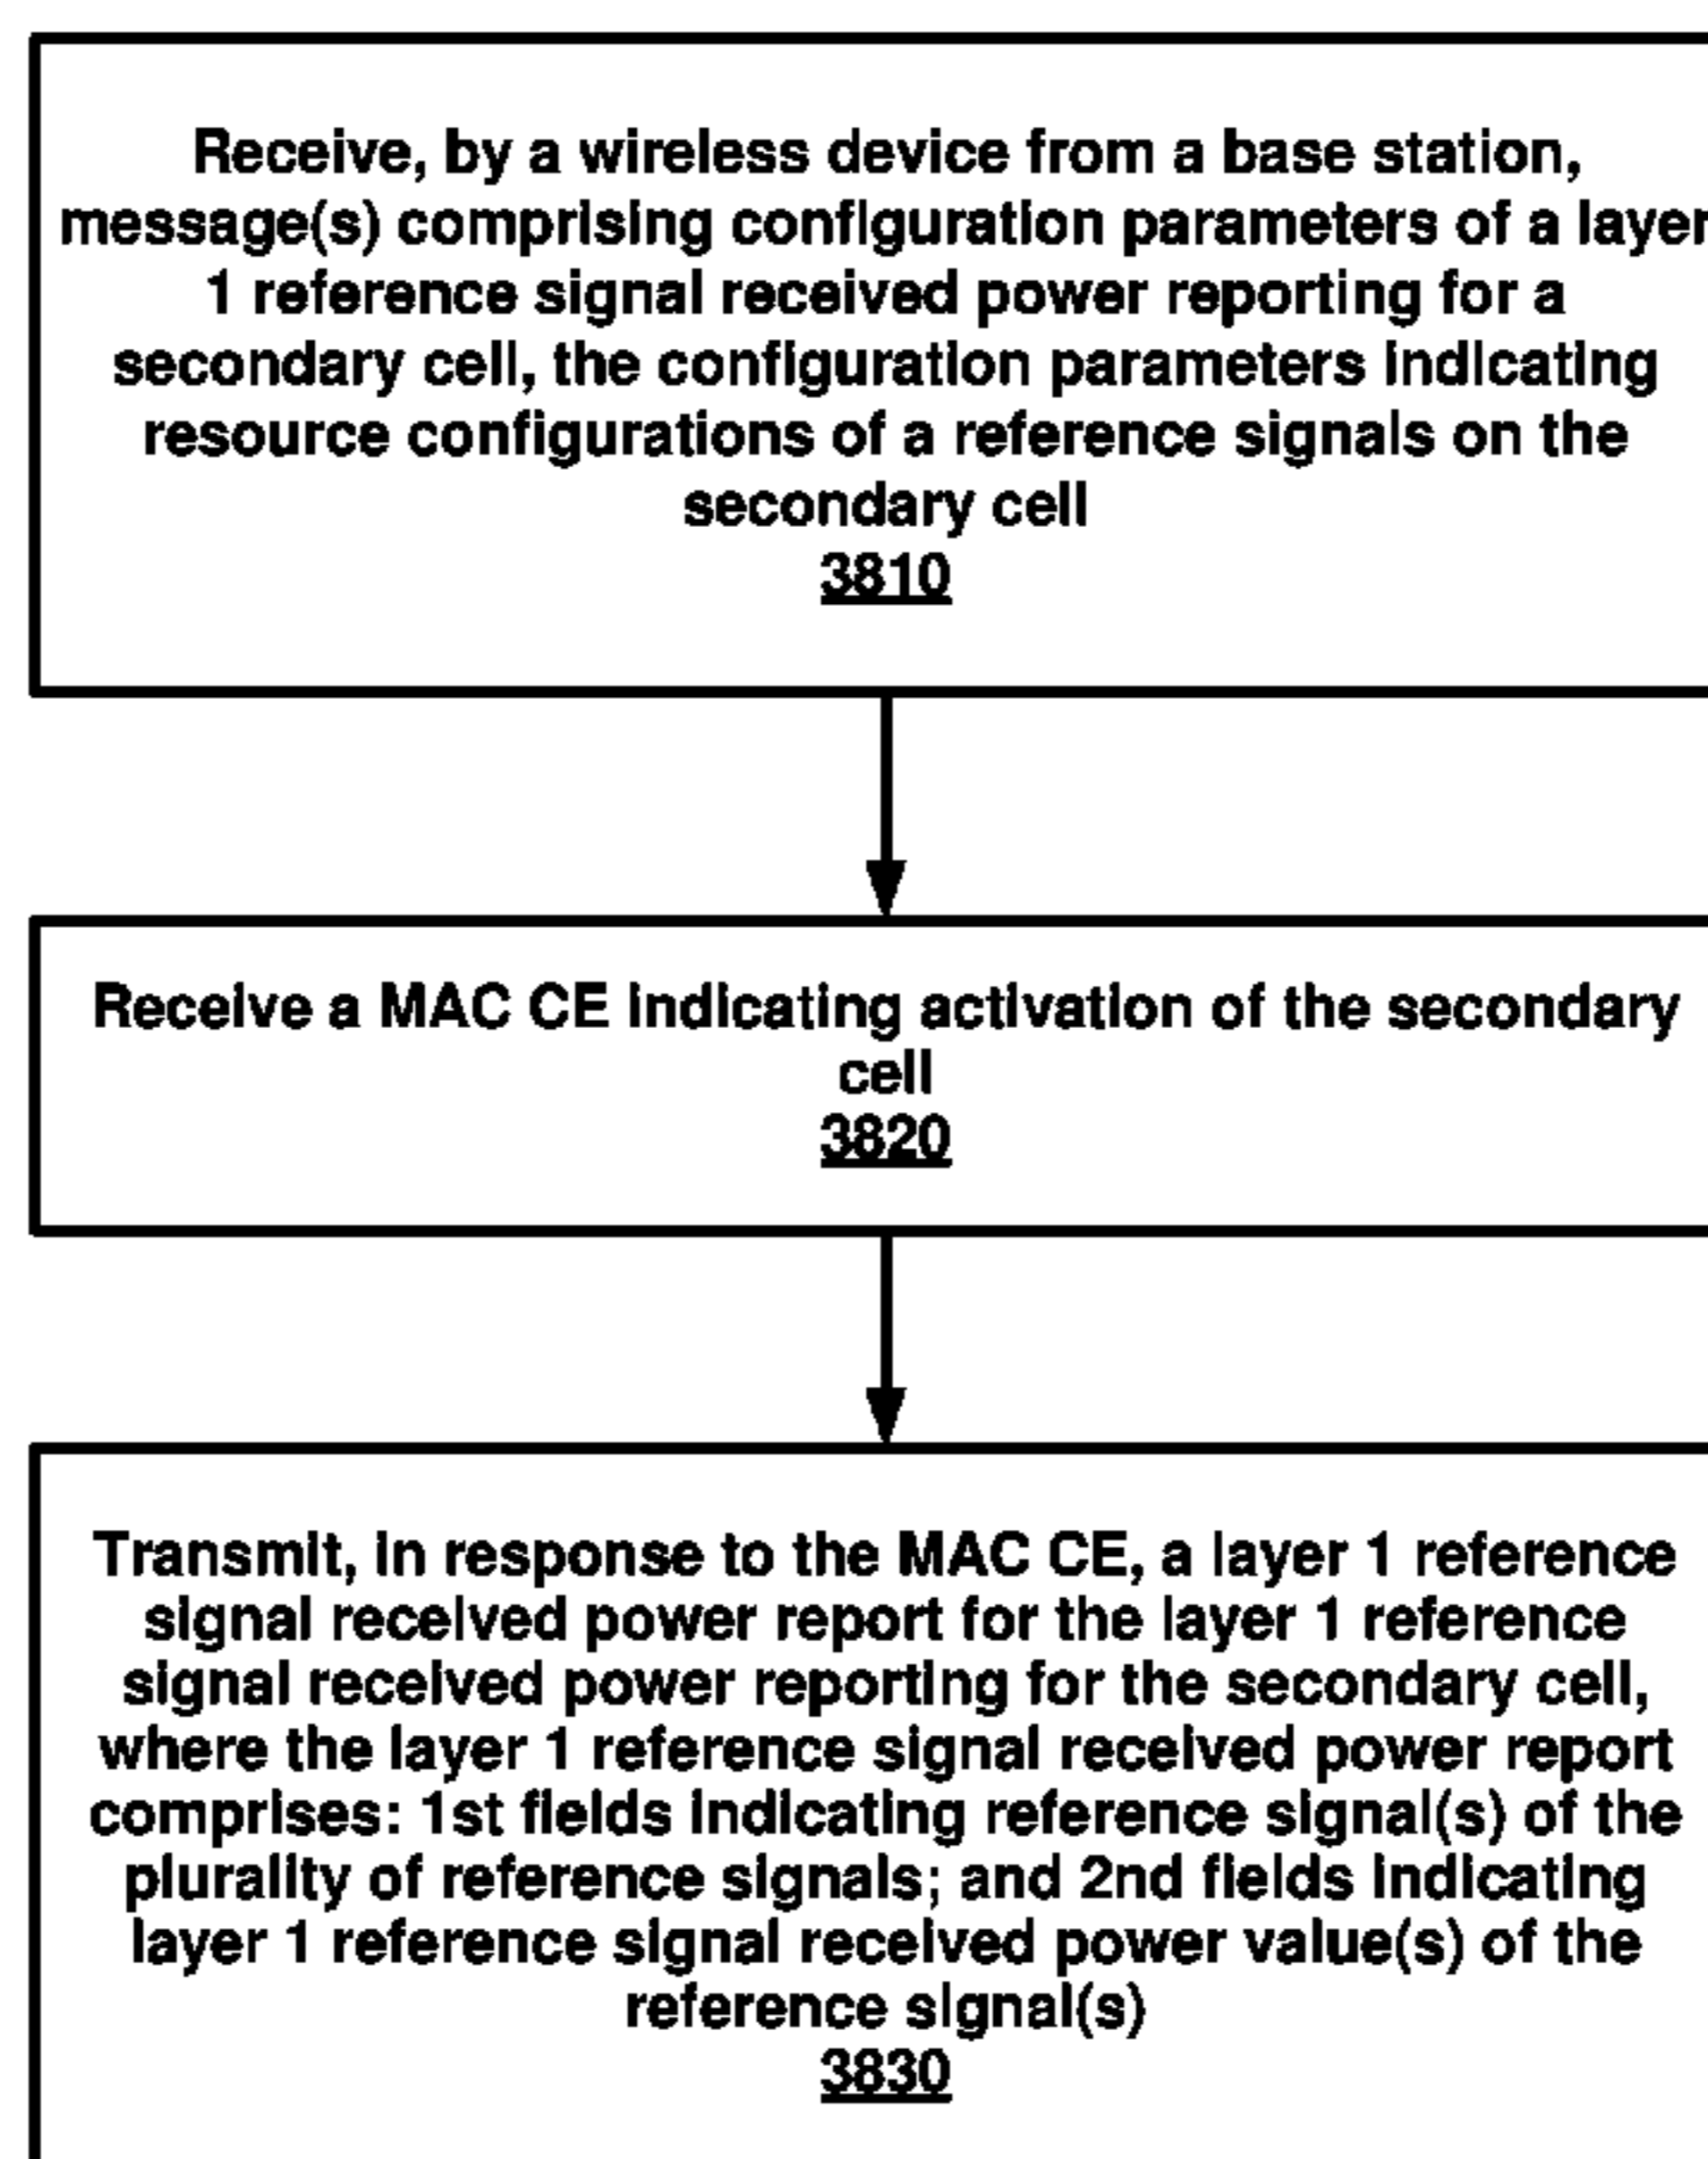 Receive, by a wireless device from a base station,
message(s) comprising configuration parameters of a layer
1 reference signal received power reporting for a
secondary cell, the configuration parameters indicating
resource configurations of a reference signals on the
secondary cell
3810
Receive a MAC CE indicating activation of the secondary
cell
3820
Transmit, in response to the MAC CE, a layer 1 reference
signal received power report for the layer 1 reference
signal received power reporting for the secondary cell,
where the layer 1 reference signal received power report
comprises: 1st fields indicating reference signal(s) of the
plurality of reference signals; and 2nd fields indicating
layer 1 reference signal received power value(s) of the
reference signal(s)
3830